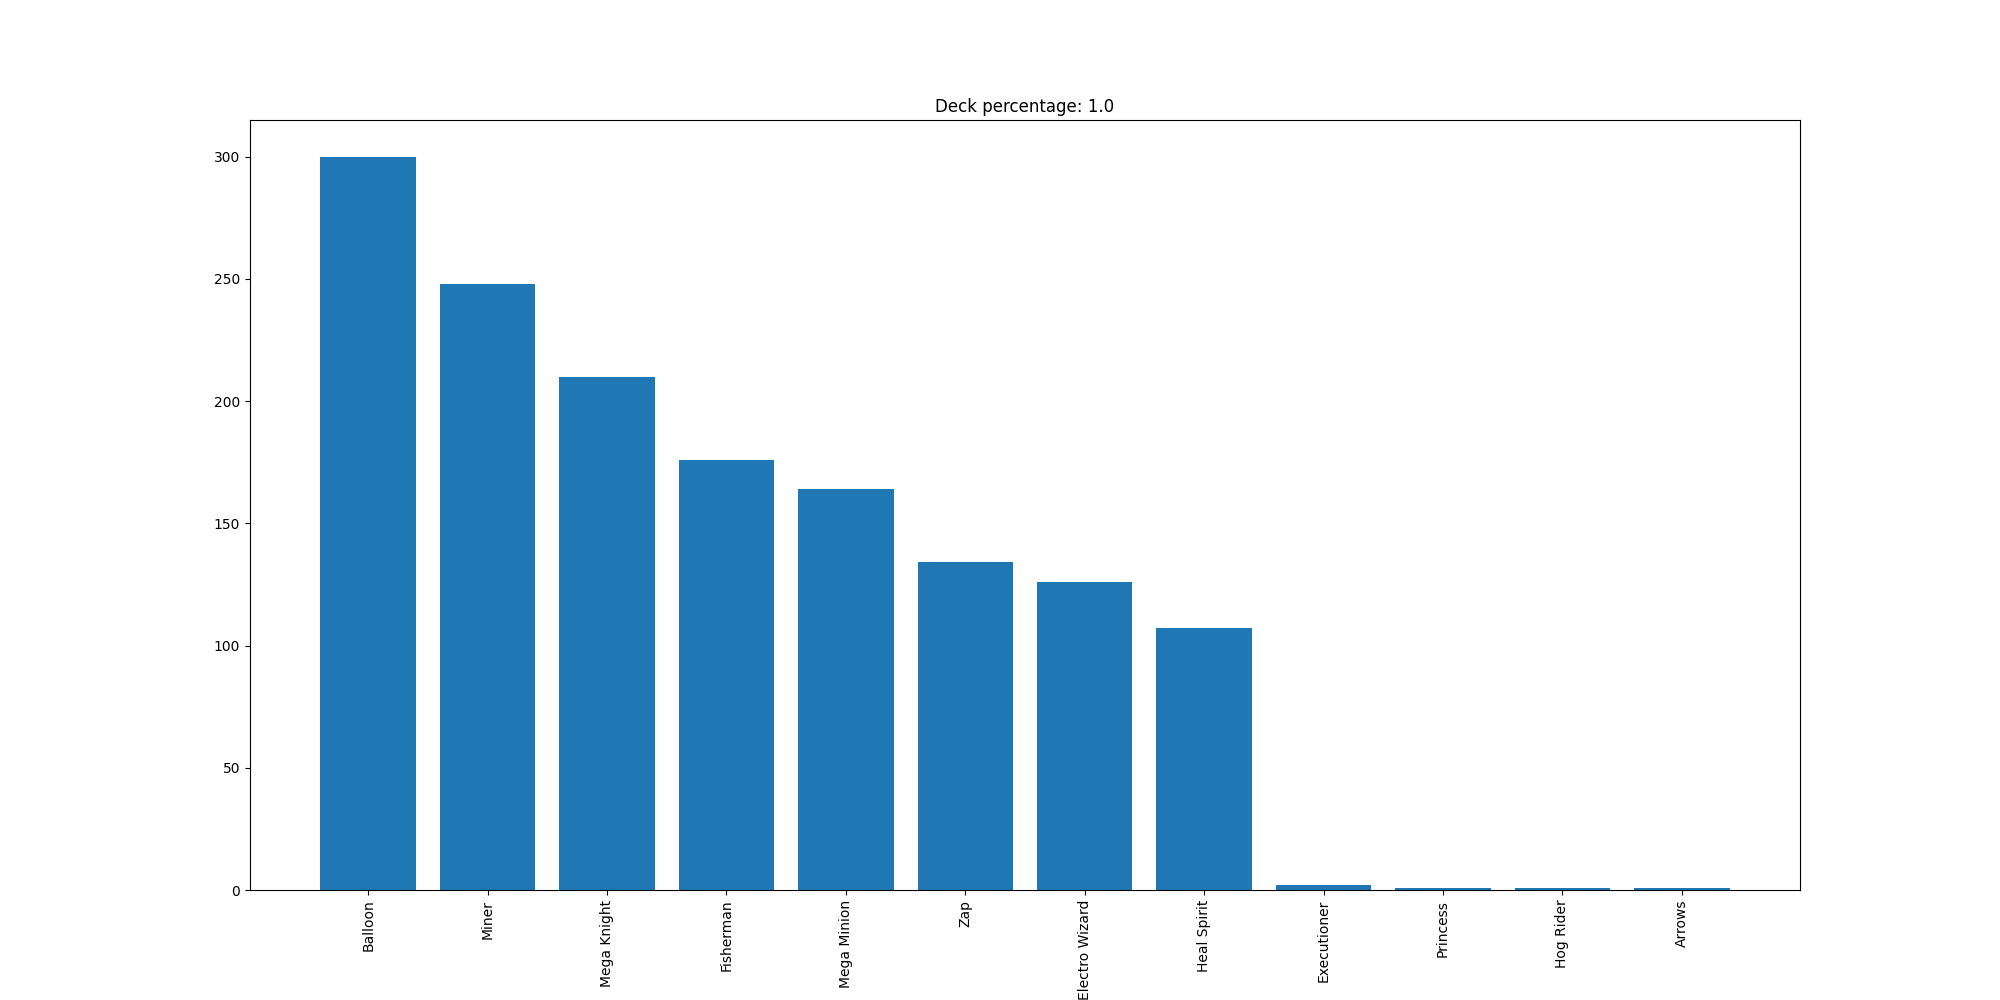 Deck percentage: 1.0
300
250
200
150
100
50
0
Balloon
Miner
Mega Knight
Fisherman
Mega Minion
Zap
Electro Wizard
Heal Spirit
Executioner
Princess
Hog Rider
Arrows